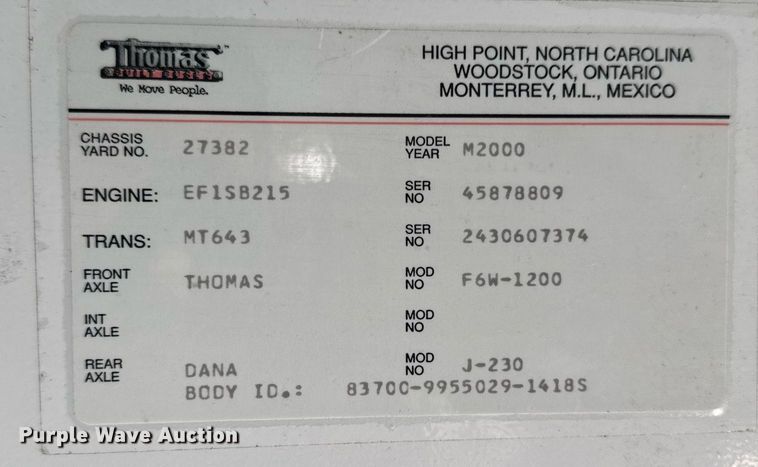 Thomas
BUILT BUSES
We Move People.
HIGH POINT, NORTH CAROLINA
WOODSTOCK, ONTARIO
MONTERREY, M.L., MEXICO
CHASSIS YARD NO. 27382 MODEL YEAR M2000
ENGINE: EF1SB215 SER NO 45878809
TRANS: MT643 SER NO 2430607374
FRONT AXLE THOMAS MOD NO F6W-1200
INT AXLE MOD NO
REAR AXLE DANA MOD NO J-230
BODY ID.: 83700-9955029-1418S
Purple Wave Auction